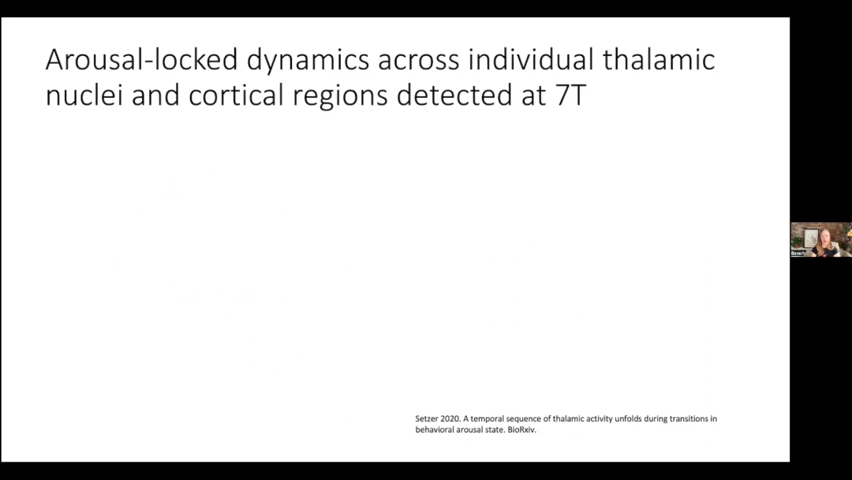 Arousal-locked dynamics across individual thalamic
nuclei and cortical regions detected at 7T
Setzer 2020. A temporal sequence of thalamic activity unfolds during transitions in
behavioral arousal state. BioRxiv.